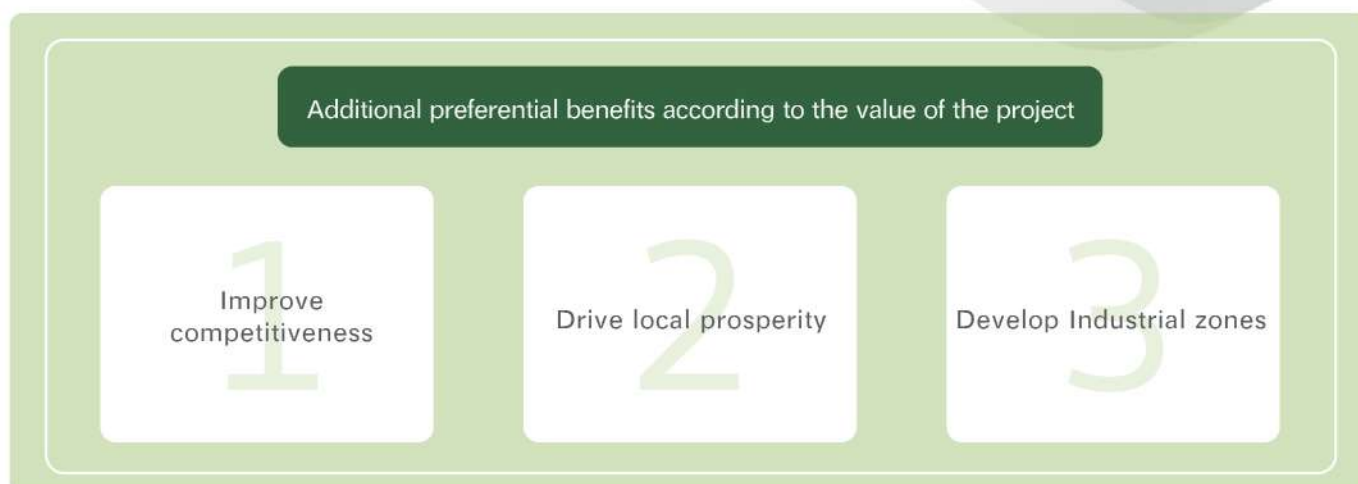 Additional preferential benefits according to the value of the project
1
Improve
competitiveness
2
Drive local prosperity
3
Develop Industrial zones